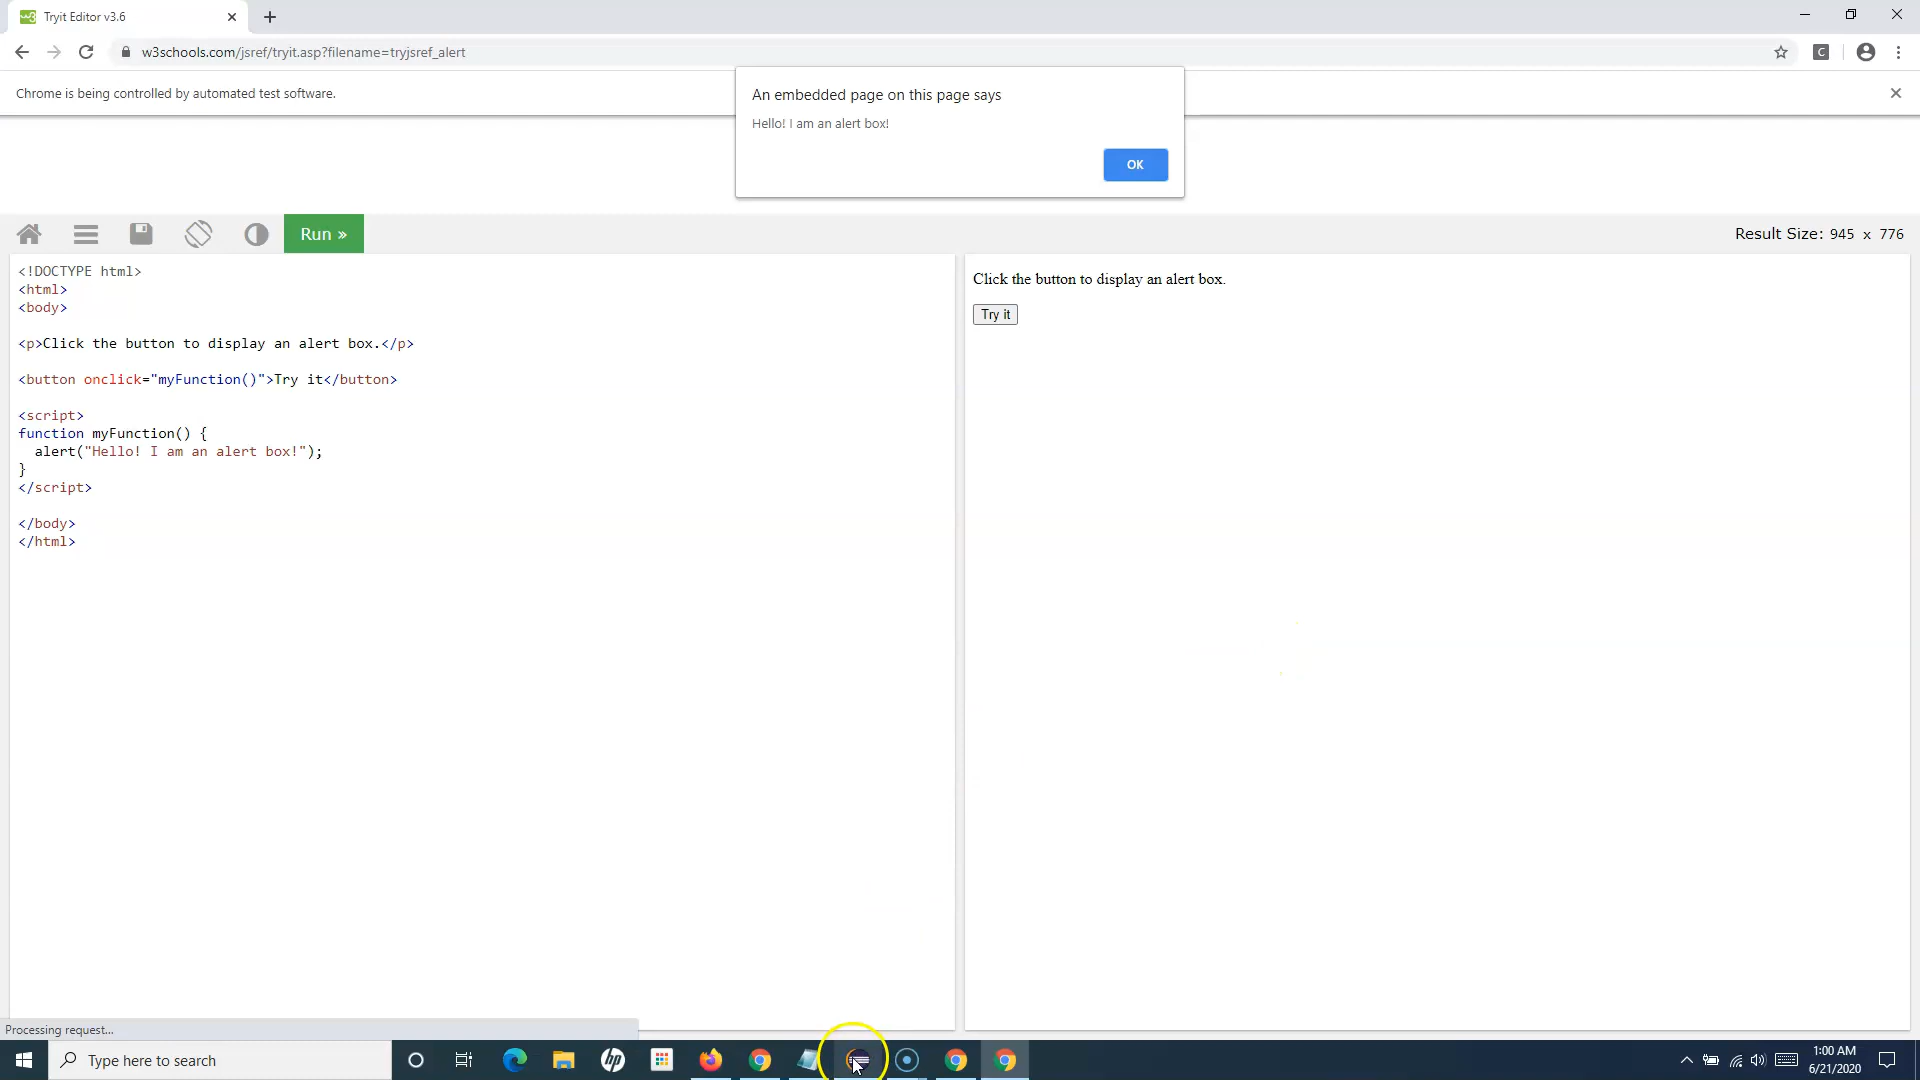 Tryit Editor v3.6
w3schools.com/jsref/tryit.asp?filename=tryjsref_alert
C
Chrome is being controlled by automated test software.
An embedded page on this page says
Hello! I am an alert box!
OK
Run »
Result Size: 945 x 776
<!DOCTYPE html>
<html>
<body>
<p>Click the button to display an alert box.</p>
<button onclick="myFunction()">Try it</button>
<script>
function myFunction() {
alert("Hello! I am an alert box!");
}
</script>
</body>
</html>
Click the button to display an alert box.
Try it
Processing request...
Type here to search
hp
1:00 AM
6/21/2020